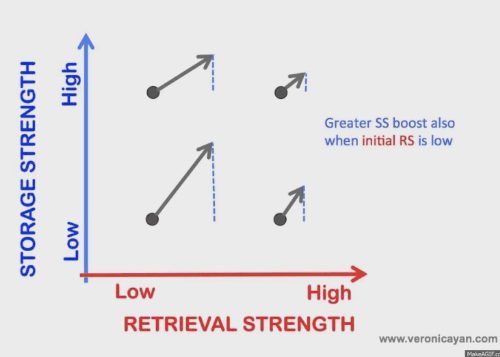 STORAGE STRENGTH
High
Low
Greater SS boost also
when initial RS is low
Low
High
RETRIEVAL STRENGTH
www.veronicayan.com